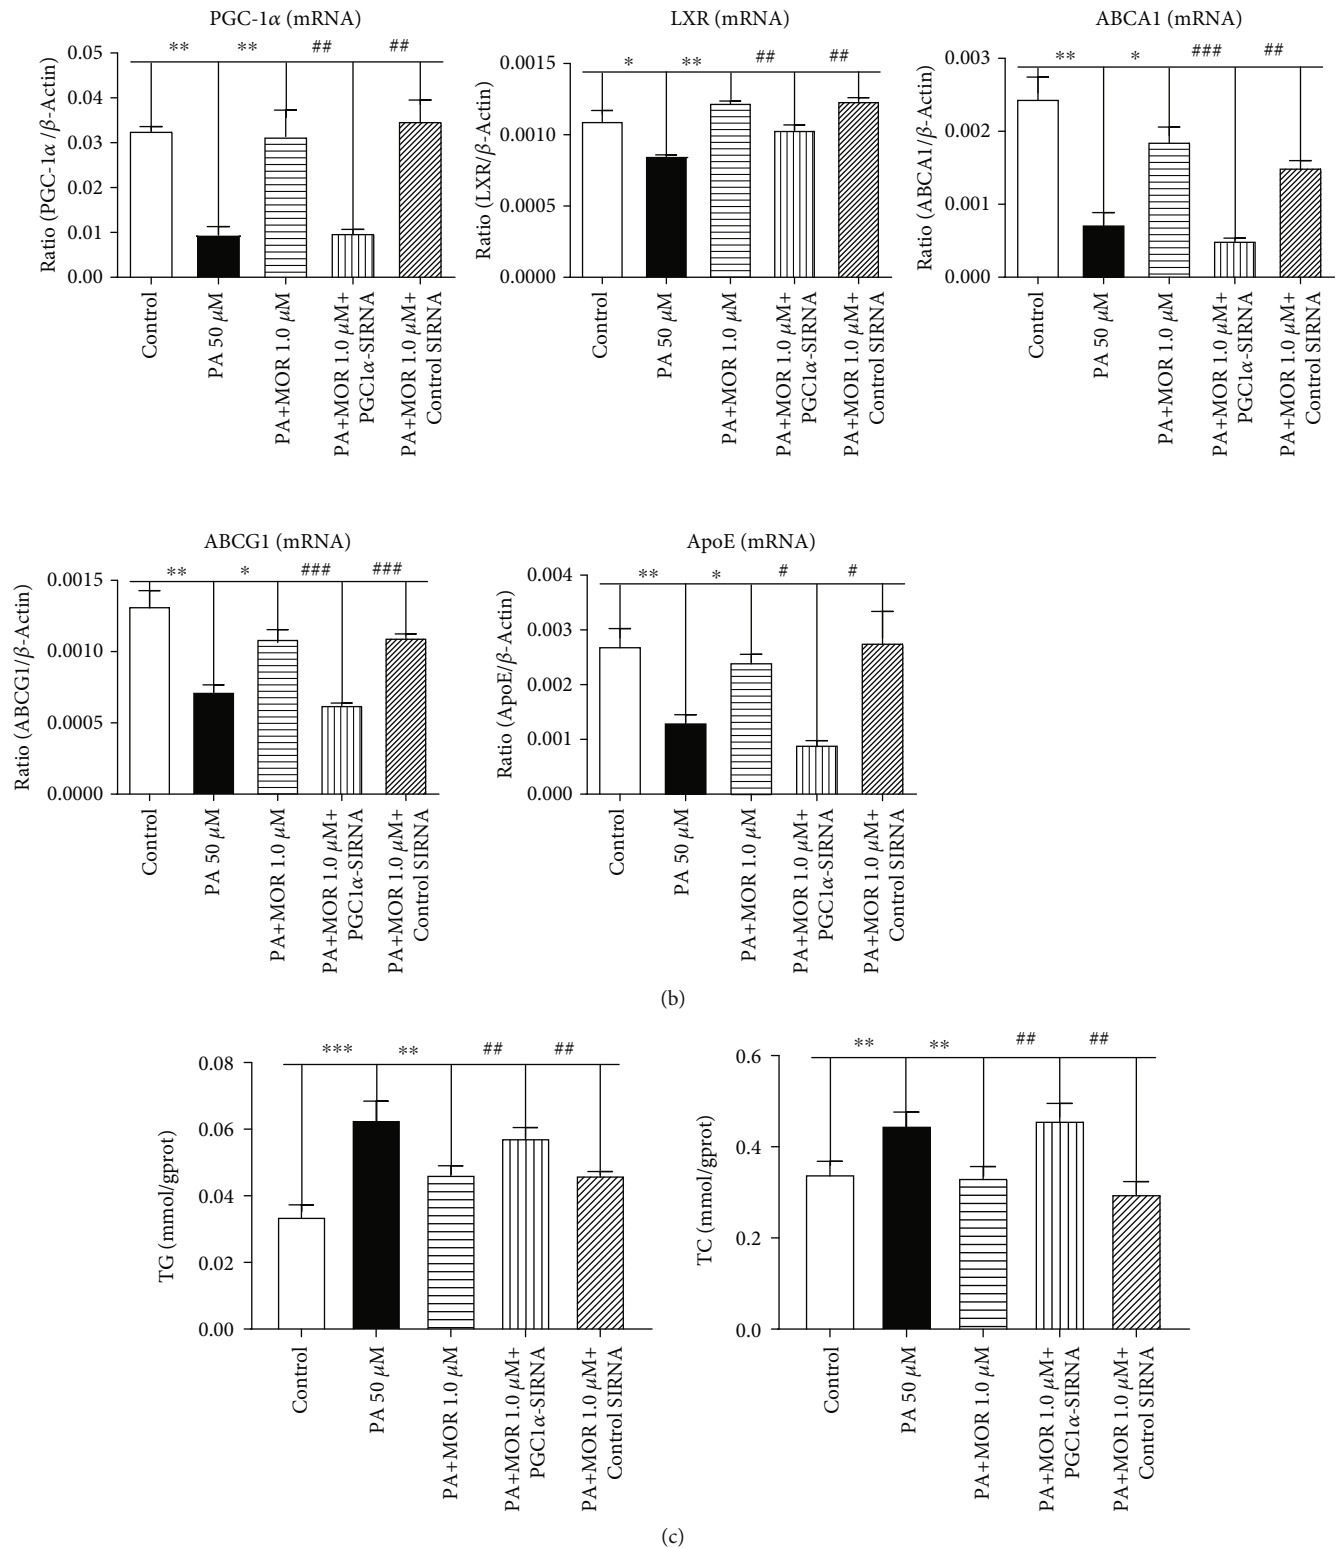 PGC-1α (mRNA)
Ratio (PGC-1α/β-Actin)
0.05
0.04
0.03
0.02
0.01
0.00
** ** ## ##
Control
PA 50 μM
PA+MOR 1.0 μM
PA+MOR 1.0 μM+
PGC1α-SIRNA
PA+MOR 1.0 μM+
Control SIRNA
LXR (mRNA)
Ratio (LXR/β-Actin)
0.0015
0.0010
0.0005
0.0000
* ** ## ##
Control
PA 50 μM
PA+MOR 1.0 μM
PA+MOR 1.0 μM+
PGC1α-SIRNA
PA+MOR 1.0 μM+
Control SIRNA
ABCA1 (mRNA)
Ratio (ABCA1/β-Actin)
0.003
0.002
0.001
0.000
** * ### ##
Control
PA 50 μM
PA+MOR 1.0 μM
PA+MOR 1.0 μM+
PGC1α-SIRNA
PA+MOR 1.0 μM+
Control SIRNA
ABCG1 (mRNA)
Ratio (ABCG1/β-Actin)
0.0015
0.0010
0.0005
0.0000
** * ### ###
Control
PA 50 μM
PA+MOR 1.0 μM
PA+MOR 1.0 μM+
PGC1α-SIRNA
PA+MOR 1.0 μM+
Control SIRNA
ApoE (mRNA)
Ratio (ApoE/β-Actin)
0.004
0.003
0.002
0.001
0.000
** * # #
Control
PA 50 μM
PA+MOR 1.0 μM
PA+MOR 1.0 μM+
PGC1α-SIRNA
PA+MOR 1.0 μM+
Control SIRNA
(b)
TG (mmol/gprot)
0.08
0.06
0.04
0.02
0.00
*** ** ## ##
Control
PA 50 μM
PA+MOR 1.0 μM
PA+MOR 1.0 μM+
PGC1α-SIRNA
PA+MOR 1.0 μM+
Control SIRNA
TC (mmol/gprot)
0.6
0.4
0.2
0.0
** ** ## ##
Control
PA 50 μM
PA+MOR 1.0 μM
PA+MOR 1.0 μM+
PGC1α-SIRNA
PA+MOR 1.0 μM+
Control SIRNA
(c)